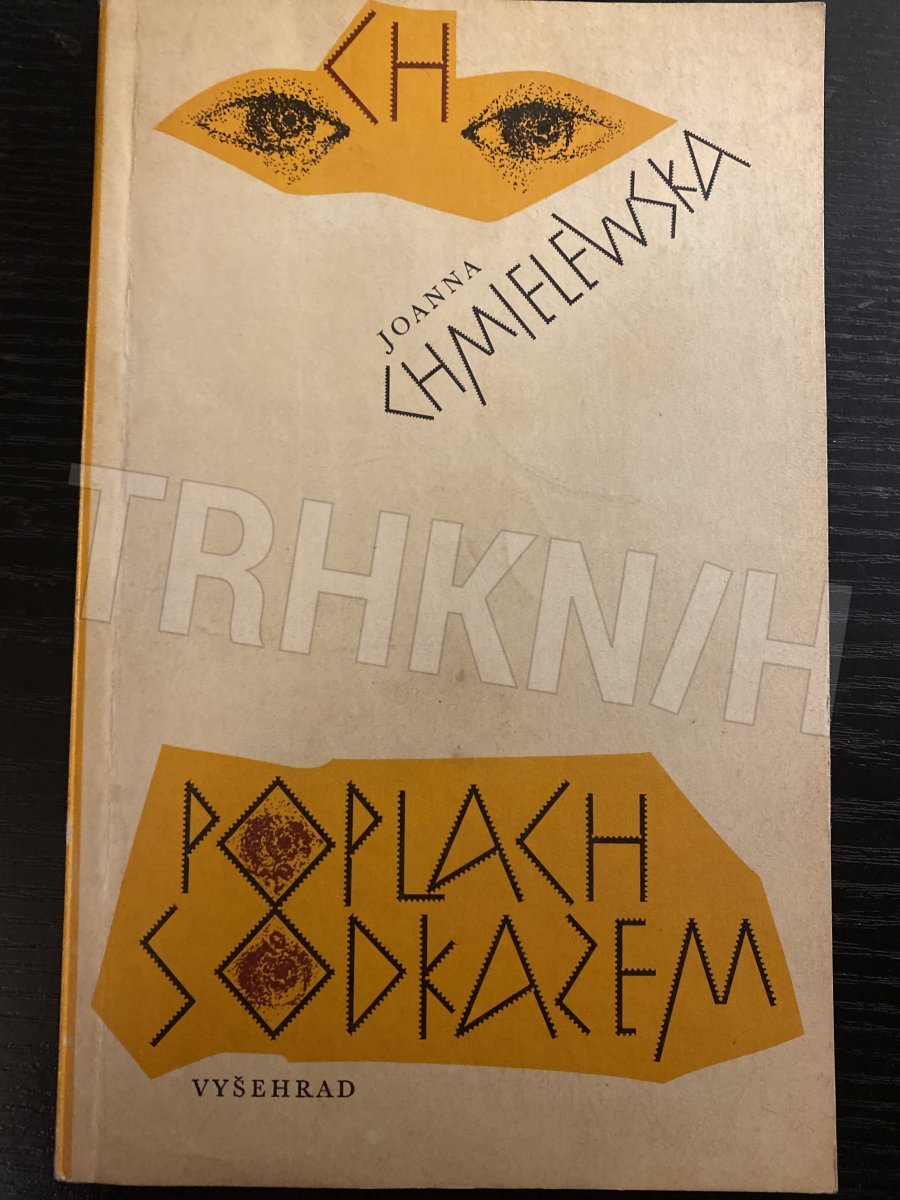 CH
JOANNA
CHMIELEWSKA
TRHKNIH
POPLACH
S ODKAZEM
VYŠEHRAD